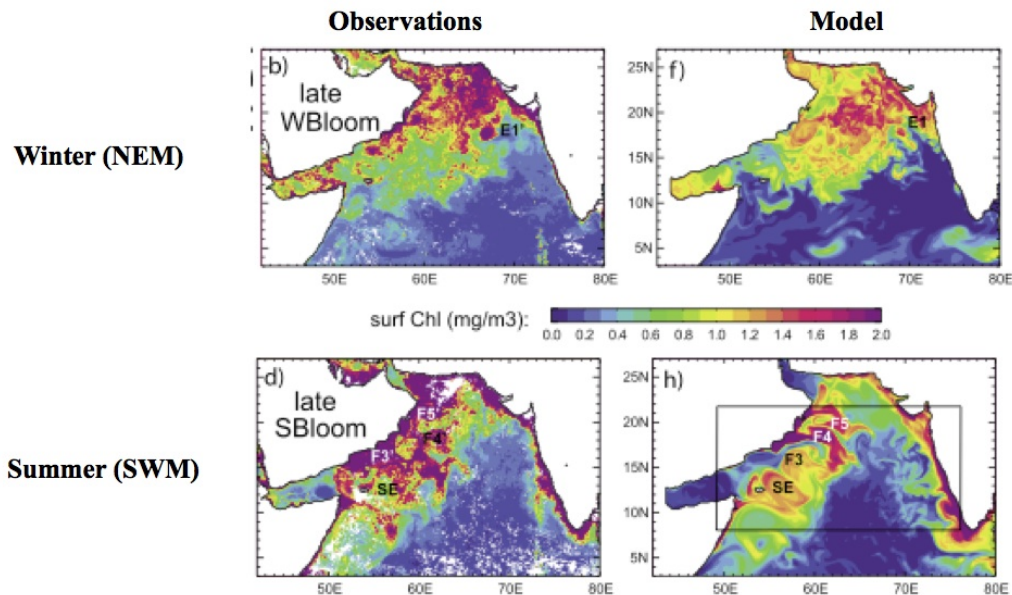 Observations
Model
Winter (NEM)
b)
late
WBloom
E1'
50E 60E 70E 80E
f)
E1
25N
20N
15N
10N
5N
50E 60E 70E 80E
surf Chl (mg/m3):
0.0 0.2 0.4 0.6 0.8 1.0 1.2 1.4 1.6 1.8 2.0
Summer (SWM)
d)
late
SBloom
F5'
F4'
F3'
SE
50E 60E 70E 80E
h)
F5
F4
F3
SE
25N
20N
15N
10N
5N
50E 60E 70E 80E